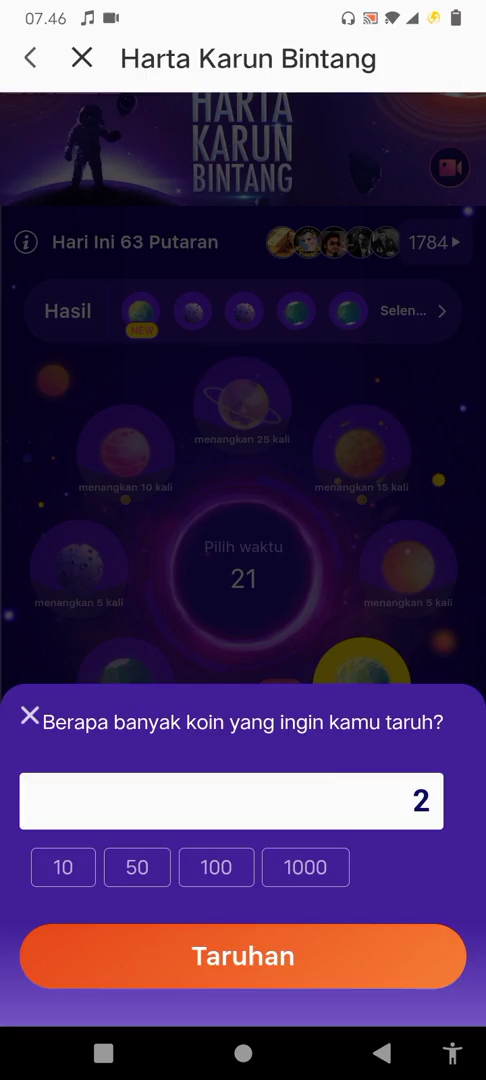 07.46
Harta Karun Bintang
HARTA
KARUN
BINTANG
Hari Ini 63 Putaran
1784
Hasil
NEW
Selen...
menangkan 25 kali
menangkan 10 kali
menangkan 15 kali
Pilih waktu
21
menangkan 5 kali
menangkan 5 kali
Berapa banyak koin yang ingin kamu taruh?
2
10
50
100
1000
Taruhan